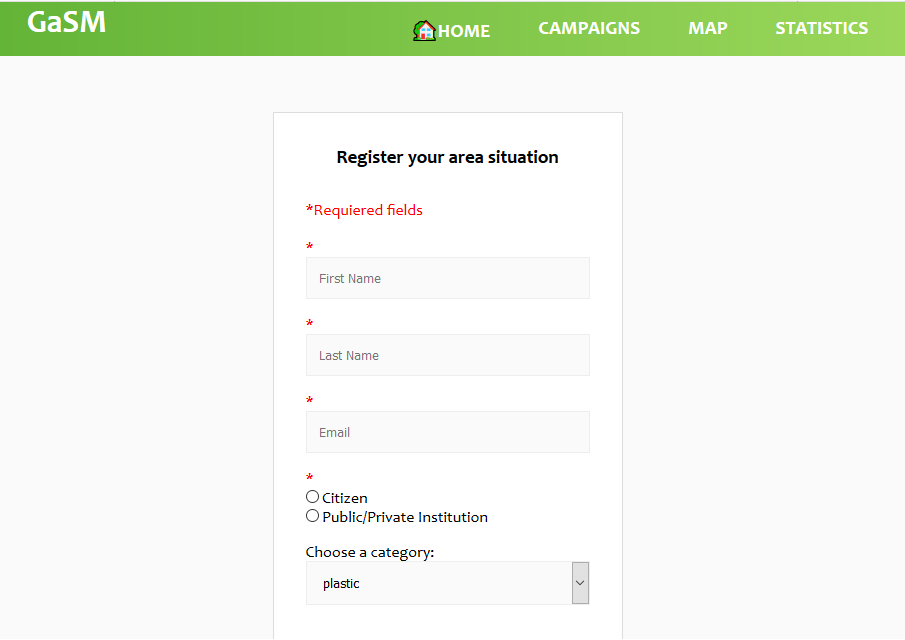 GaSM
HOME CAMPAIGNS MAP STATISTICS
Register your area situation
*Requiered fields
*
First Name
*
Last Name
*
Email
*
Citizen
Public/Private Institution
Choose a category:
plastic